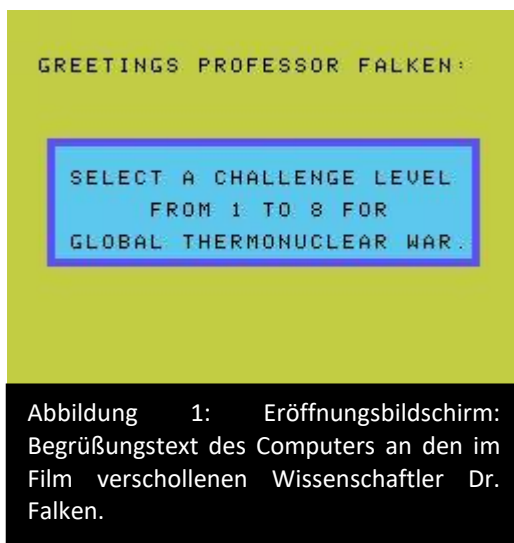 GREETINGS PROFESSOR FALKEN:
SELECT A CHALLENGE LEVEL
FROM 1 TO 8 FOR
GLOBAL THERMONUCLEAR WAR.
Abbildung 1: Eröffnungsbildschirm:
Begrüßungstext des Computers an den im
Film verschollenen Wissenschaftler Dr.
Falken.